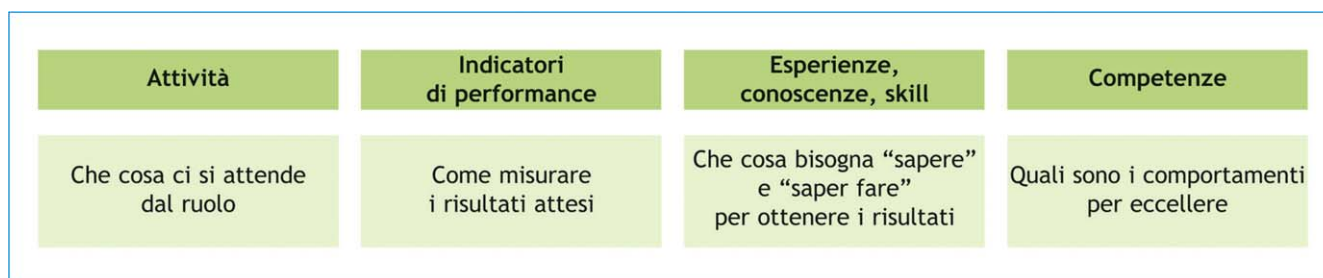 Attività
Indicatori
di performance
Esperienze,
conoscenze, skill
Competenze
Che cosa ci si attende
dal ruolo
Come misurare
i risultati attesi
Che cosa bisogna “sapere”
e “saper fare”
per ottenere i risultati
Quali sono i comportamenti
per eccellere